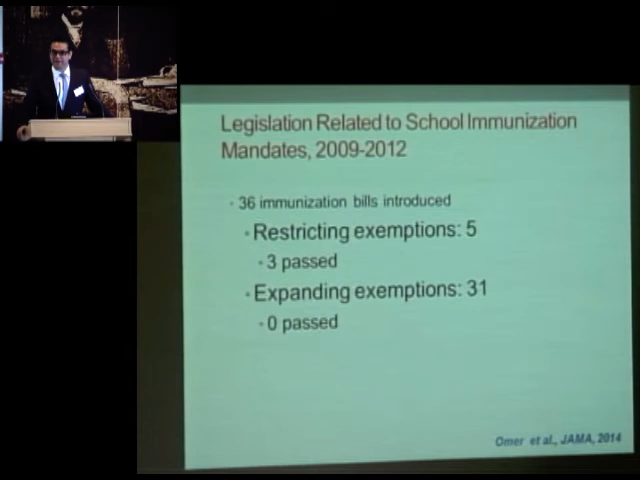 Legislation Related to School Immunization
Mandates, 2009-2012
36 immunization bills introduced
Restricting exemptions: 5
3 passed
Expanding exemptions: 31
0 passed
Omer et al., JAMA, 2014